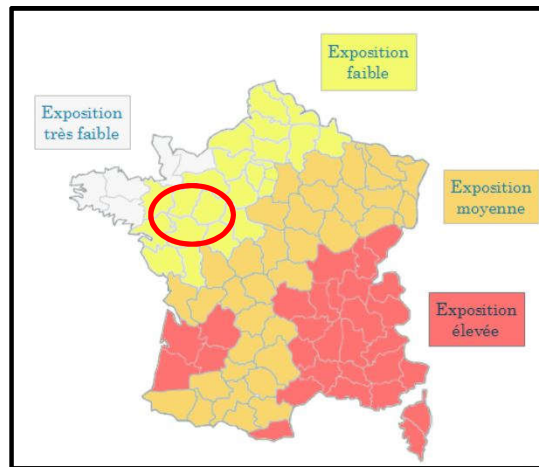 Exposition
faible
Exposition
très faible
Exposition
moyenne
Exposition
élevée